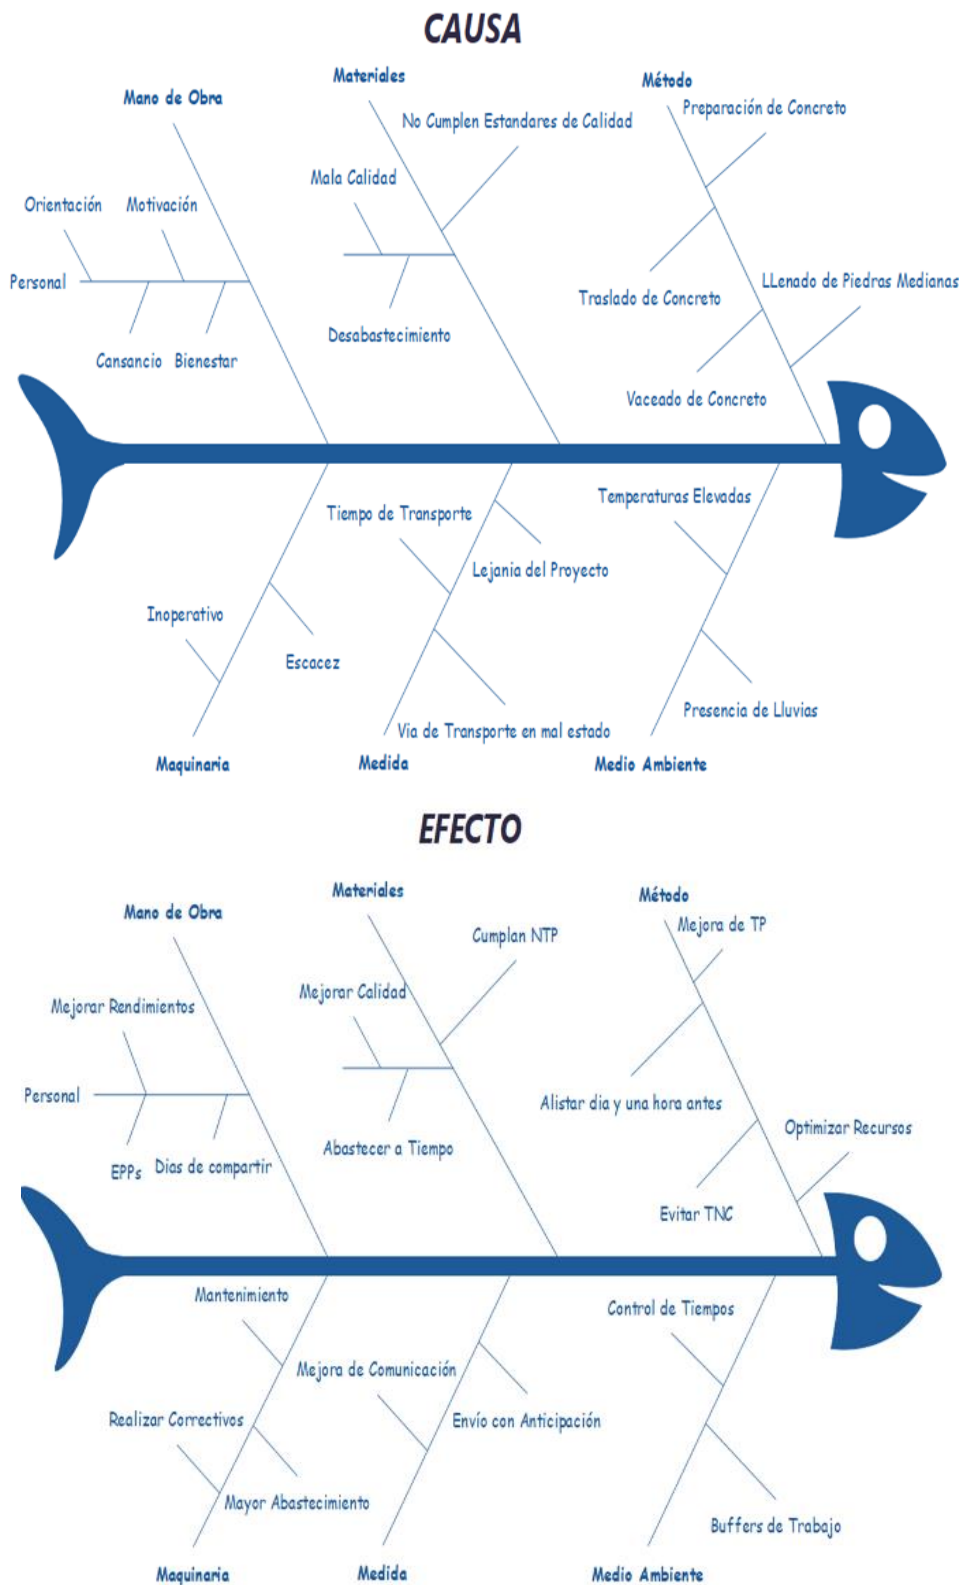 CAUSA
Materiales
Método
Mano de Obra
Preparación de Concreto
No Cumplen Estandares de Calidad
Mala Calidad
Orientación
Motivación
Personal
LLenado de Piedras Medianas
Traslado de Concreto
Desabastecimiento
Cansancio
Bienestar
Vaceado de Concreto
Temperaturas Elevadas
Tiempo de Transporte
Lejania del Proyecto
Inoperativo
Escacez
Presencia de Lluvias
Via de Transporte en mal estado
Maquinaria
Medida
Medio Ambiente
EFECTO
Materiales
Método
Mano de Obra
Mejora de TP
Cumplan NTP
Mejorar Calidad
Mejorar Rendimientos
Personal
Alistar dia y una hora antes
Optimizar Recursos
Abastecer a Tiempo
EPPs
Dias de compartir
Evitar TNC
Mantenimiento
Control de Tiempos
Mejora de Comunicación
Realizar Correctivos
Envío con Anticipación
Mayor Abastecimiento
Buffers de Trabajo
Maquinaria
Medida
Medio Ambiente